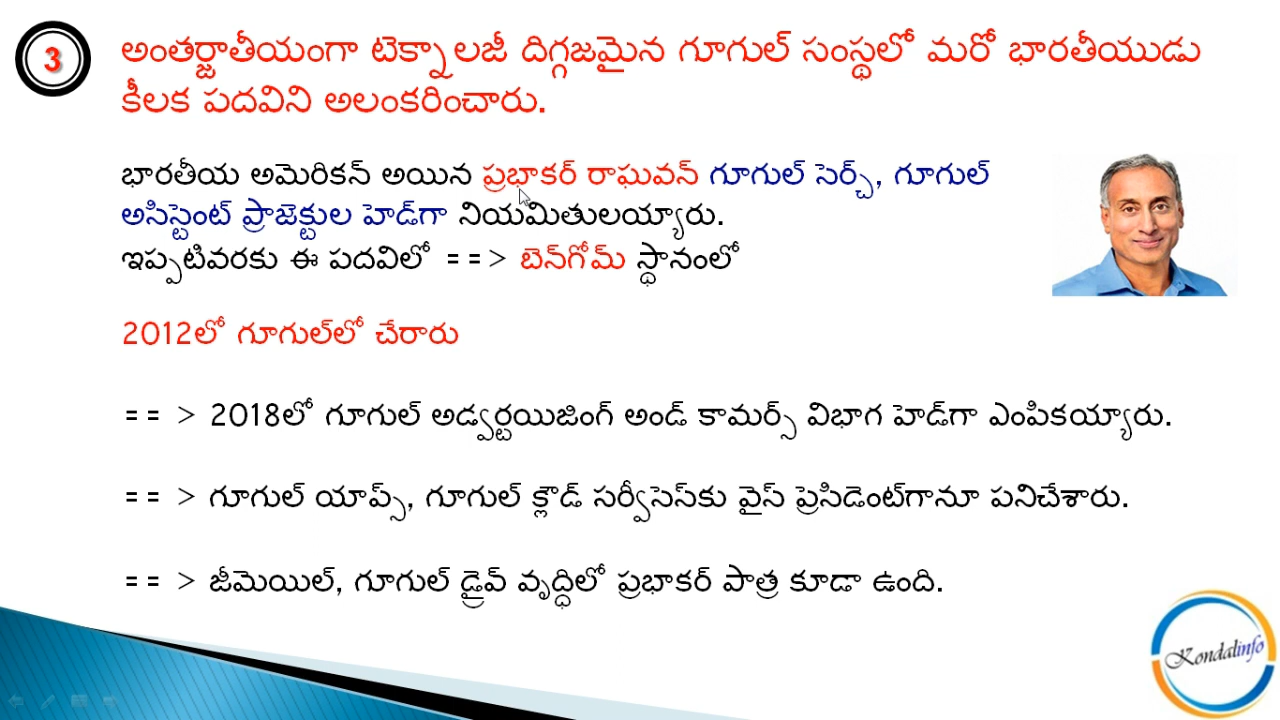 3
అంతర్జాతీయంగా టెక్నాలజీ దిగ్గజమైన గూగుల్ సంస్థలో మరో భారతీయుడు
కీలక పదవిని అలంకరించారు.
భారతీయ అమెరికన్ అయిన ప్రభాకర్ రాఘవన్ గూగుల్ సెర్చ్, గూగుల్
అసిస్టెంట్ ప్రాజెక్టుల హెడ్‌గా నియమితులయ్యారు.
ఇప్పటివరకు ఈ పదవిలో ==> బెన్‌గోమ్ స్థానంలో
2012లో గూగుల్‌లో చేరారు
== > 2018లో గూగుల్ అడ్వర్టయిజింగ్ అండ్ కామర్స్ విభాగ హెడ్‌గా ఎంపికయ్యారు.
== > గూగుల్ యాప్స్, గూగుల్ క్లౌడ్ సర్వీసెస్‌కు వైస్ ప్రెసిడెంట్‌గానూ పనిచేశారు.
== > జీమెయిల్, గూగుల్ డ్రైవ్ వృద్ధిలో ప్రభాకర్ పాత్ర కూడా ఉంది.
Kondalinfo